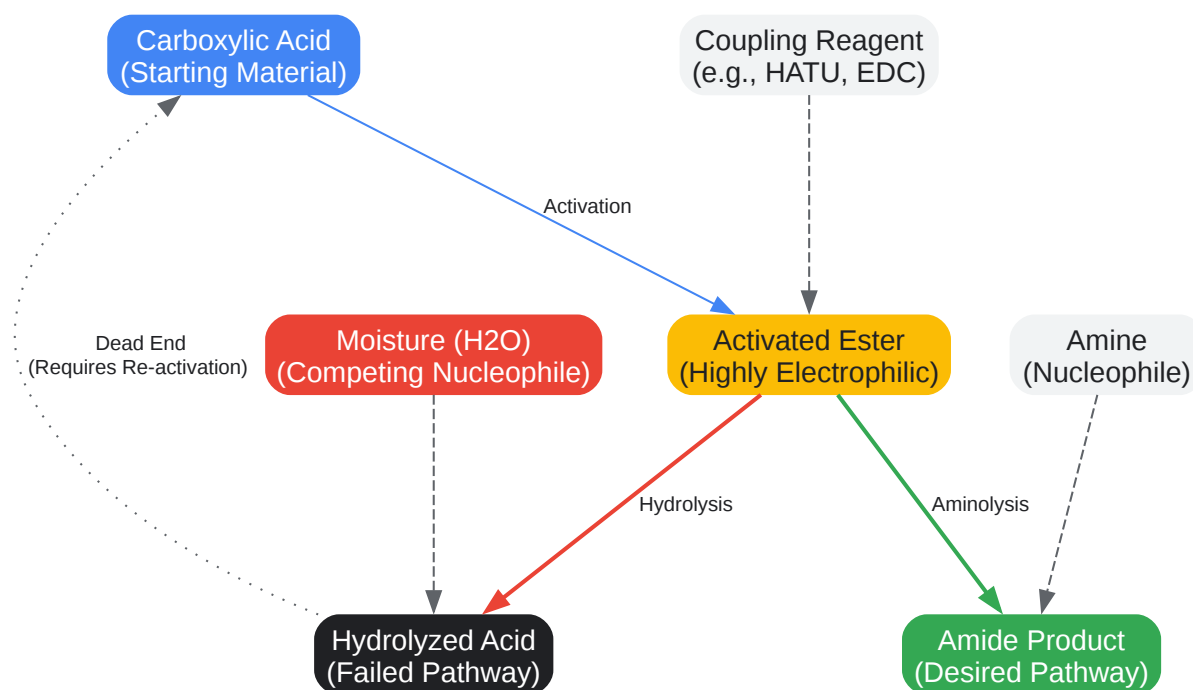 Carboxylic Acid
(Starting Material)
Coupling Reagent
(e.g., HATU, EDC)
Activation
Dead End
(Requires Re-activation)
Moisture (H2O)
(Competing Nucleophile)
Activated Ester
(Highly Electrophilic)
Amine
(Nucleophile)
Hydrolysis
Aminolysis
Hydrolyzed Acid
(Failed Pathway)
Amide Product
(Desired Pathway)